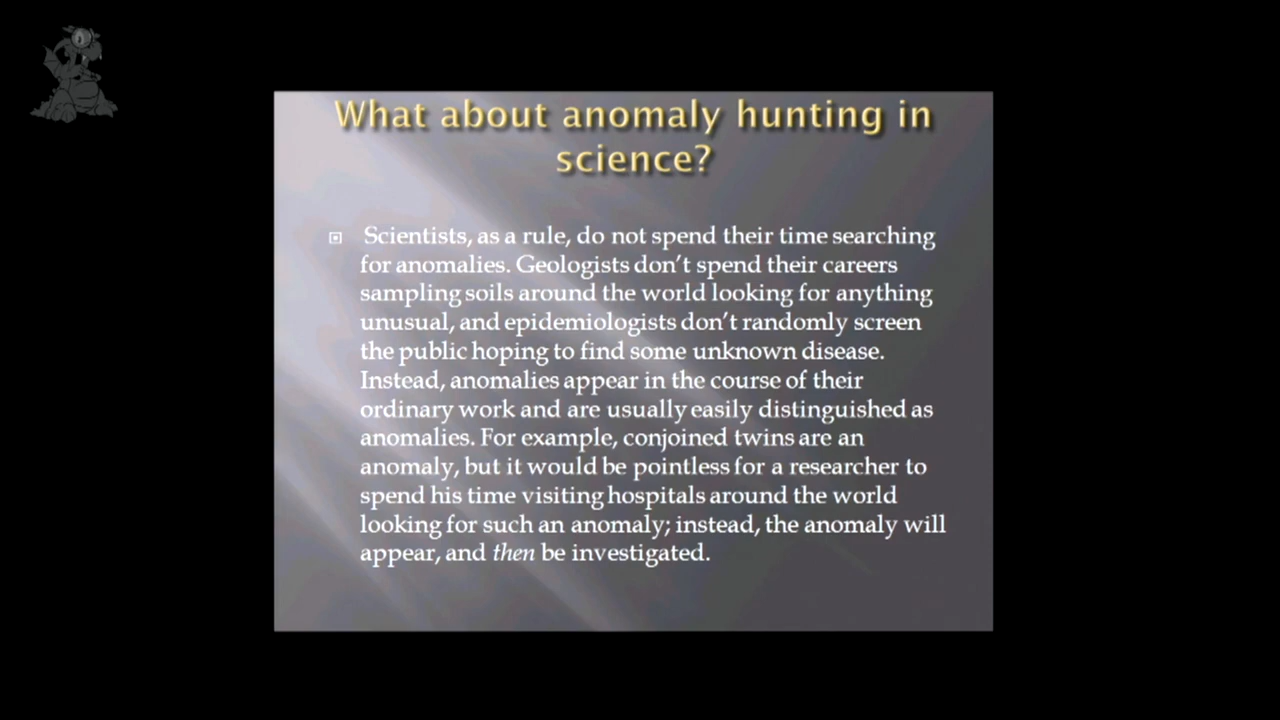 What about anomaly hunting in
science?
Scientists, as a rule, do not spend their time searching
for anomalies. Geologists don't spend their careers
sampling soils around the world looking for anything
unusual, and epidemiologists don't randomly screen
the public hoping to find some unknown disease.
Instead, anomalies appear in the course of their
ordinary work and are usually easily distinguished as
anomalies. For example, conjoined twins are an
anomaly, but it would be pointless for a researcher to
spend his time visiting hospitals around the world
looking for such an anomaly; instead, the anomaly will
appear, and then be investigated.